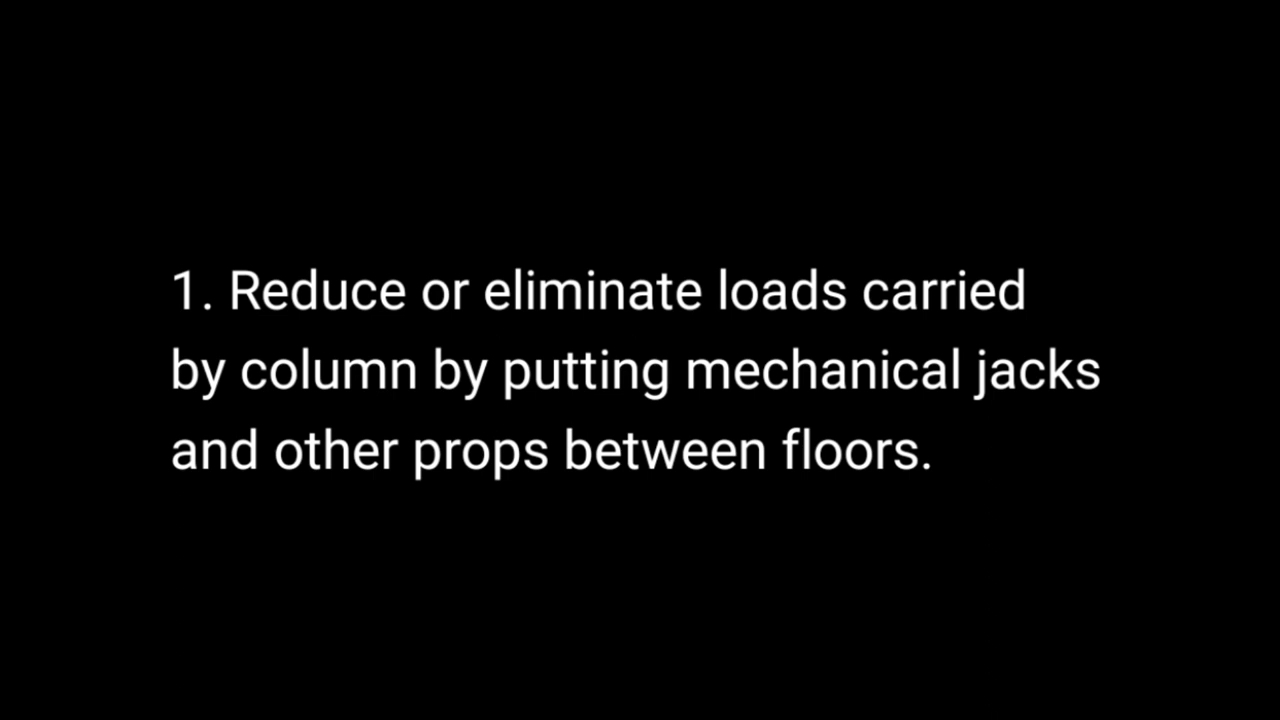 1. Reduce or eliminate loads carried
by column by putting mechanical jacks
and other props between floors.